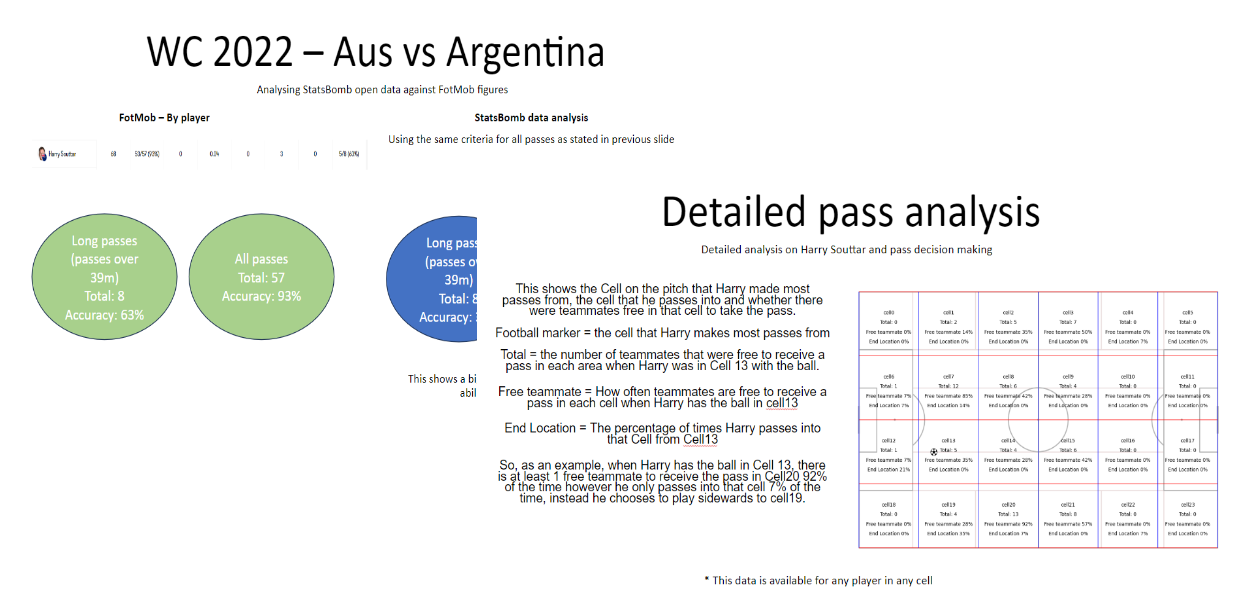 WC 2022 – Aus vs Argentina
Analysing StatsBomb open data against FotMob figures
FotMob – By player
StatsBomb data analysis
Using the same criteria for all passes as stated in previous slide
Harry Souttar 68 53/57 (93%) 0 0.04 0 3 0 5/8 (63%)
Long passes
(passes over
39m)
Total: 8
Accuracy: 63%
All passes
Total: 57
Accuracy: 93%
Long pass
(passes ov
39m)
Total: 8
Accuracy:
This shows a bi
abil
Detailed pass analysis
Detailed analysis on Harry Souttar and pass decision making
This shows the Cell on the pitch that Harry made most
passes from, the cell that he passes into and whether there
were teammates free in that cell to take the pass.
Football marker = the cell that Harry makes most passes from
Total = the number of teammates that were free to receive a
pass in each area when Harry was in Cell 13 with the ball.
Free teammate = How often teammates are free to receive a
pass in each cell when Harry has the ball in cell13
End Location = The percentage of times Harry passes into
that Cell from Cell13
So, as an example, when Harry has the ball in Cell 13, there
is at least 1 free teammate to receive the pass in Cell20 92%
of the time however he only passes into that cell 7% of the
time, instead he chooses to play sidewards to cell19.
cell0 cell1 cell2 cell3 cell4 cell5
Total: 0 Total: 2 Total: 5 Total: 7 Total: 0 Total: 0
Free teammate 0% Free teammate 14% Free teammate 35% Free teammate 50% Free teammate 0% Free teammate 0%
End Location 0% End Location 0% End Location 0% End Location 0% End Location 7% End Location 0%
cell6 cell7 cell8 cell9 cell10 cell11
Total: 1 Total: 12 Total: 6 Total: 4 Total: 0 Total: 0
Free teammate 7% Free teammate 85% Free teammate 42% Free teammate 28% Free teammate 0% Free teammate 0%
End Location 7% End Location 14% End Location 0% End Location 0% End Location 0% End Location 0%
cell12 cell13 cell14 cell15 cell16 cell17
Total: 1 Total: 5 Total: 4 Total: 6 Total: 0 Total: 0
Free teammate 7% Free teammate 35% Free teammate 28% Free teammate 42% Free teammate 0% Free teammate 0%
End Location 21% End Location 0% End Location 0% End Location 0% End Location 0% End Location 0%
cell18 cell19 cell20 cell21 cell22 cell23
Total: 0 Total: 4 Total: 13 Total: 8 Total: 0 Total: 0
Free teammate 0% Free teammate 28% Free teammate 92% Free teammate 57% Free teammate 0% Free teammate 0%
End Location 0% End Location 35% End Location 7% End Location 0% End Location 7% End Location 0%
* This data is available for any player in any cell